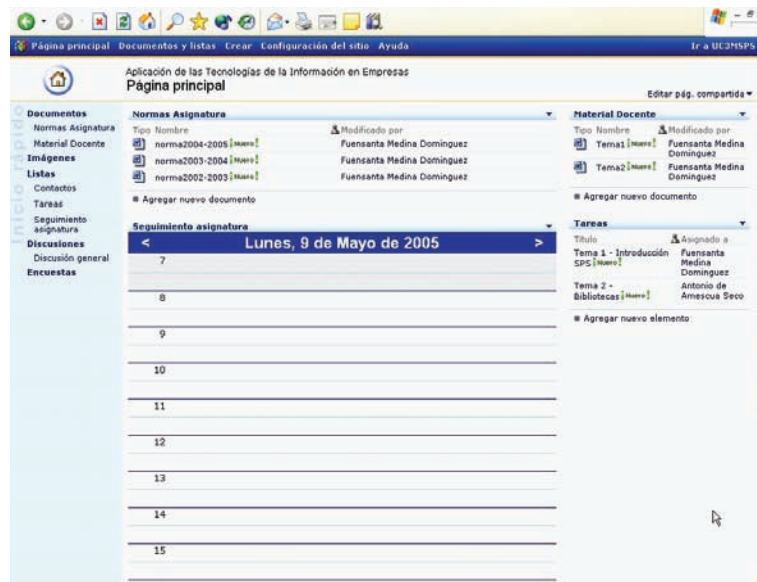 Página principal Documentos y listas Crear Configuración del sitio Ayuda Ir a UC3MSPS
Aplicación de las Tecnologías de la Información en Empresas
Página principal
Editar pág. compartida
Inicio rápido
Documentos
Normas Asignatura
Material Docente
Imágenes
Listas
Contactos
Tareas
Seguimiento
asignatura
Discusiones
Discusión general
Encuestas
Normas Asignatura
Tipo Nombre Modificado por
norma2004-2005 ¡Nuevo! Fuensanta Medina Dominguez
norma2003-2004 ¡Nuevo! Fuensanta Medina Dominguez
norma2002-2003 ¡Nuevo! Fuensanta Medina Dominguez
Agregar nuevo documento
Seguimiento asignatura
< Lunes, 9 de Mayo de 2005 >
7
8
9
10
11
12
13
14
15
Material Docente
Tipo Nombre Modificado por
Tema1 ¡Nuevo! Fuensanta Medina
Dominguez
Tema2 ¡Nuevo! Fuensanta Medina
Dominguez
Agregar nuevo documento
Tareas
Título Asignado a
Tema 1 - Introducción Fuensanta
SPS ¡Nuevo! Medina
Dominguez
Tema 2 - Antonio de
Bibliotecas ¡Nuevo! Amescua Seco
Agregar nuevo elemento